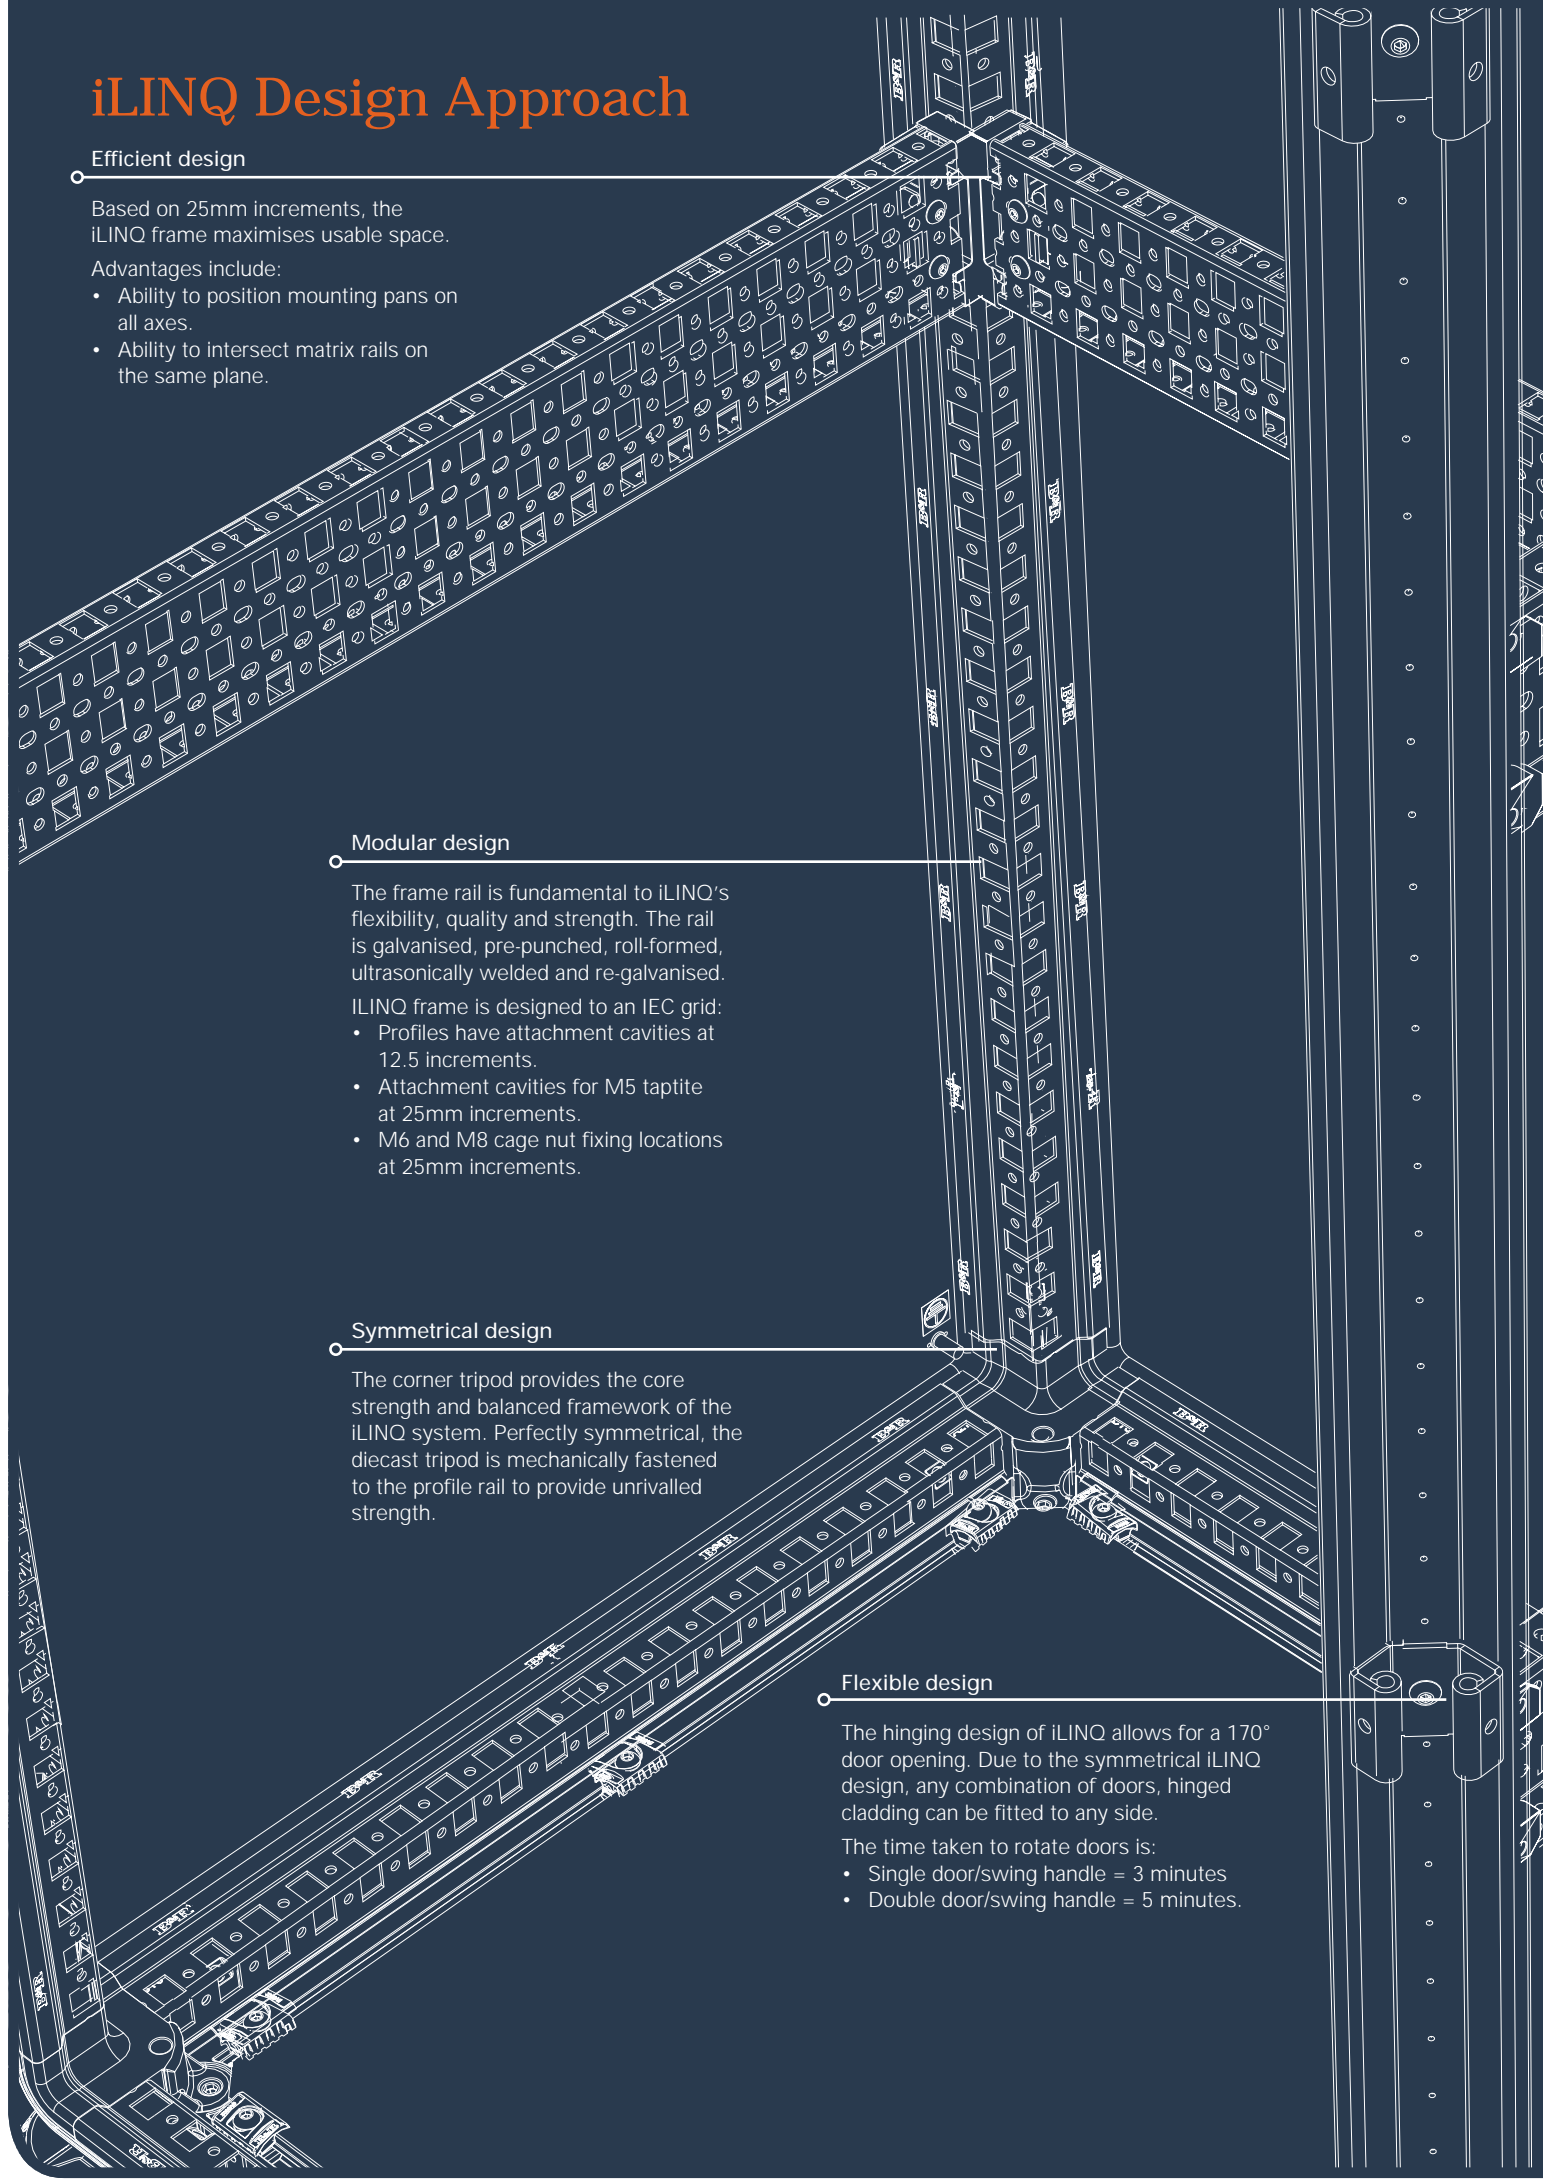 iLINQ Design Approach
Efficient design
Based on 25mm increments, the
iLINQ frame maximises usable space.
Advantages include:
• Ability to position mounting pans on
all axes.
• Ability to intersect matrix rails on
the same plane.
Modular design
The frame rail is fundamental to iLINQ's
flexibility, quality and strength. The rail
is galvanised, pre-punched, roll-formed,
ultrasonically welded and re-galvanised.
ILINQ frame is designed to an IEC grid:
• Profiles have attachment cavities at
12.5 increments.
• Attachment cavities for M5 taptite
at 25mm increments.
• M6 and M8 cage nut fixing locations
at 25mm increments.
Symmetrical design
The corner tripod provides the core
strength and balanced framework of the
iLINQ system. Perfectly symmetrical, the
diecast tripod is mechanically fastened
to the profile rail to provide unrivalled
strength.
Flexible design
The hinging design of iLINQ allows for a 170°
door opening. Due to the symmetrical iLINQ
design, any combination of doors, hinged
cladding can be fitted to any side.
The time taken to rotate doors is:
• Single door/swing handle = 3 minutes
• Double door/swing handle = 5 minutes.